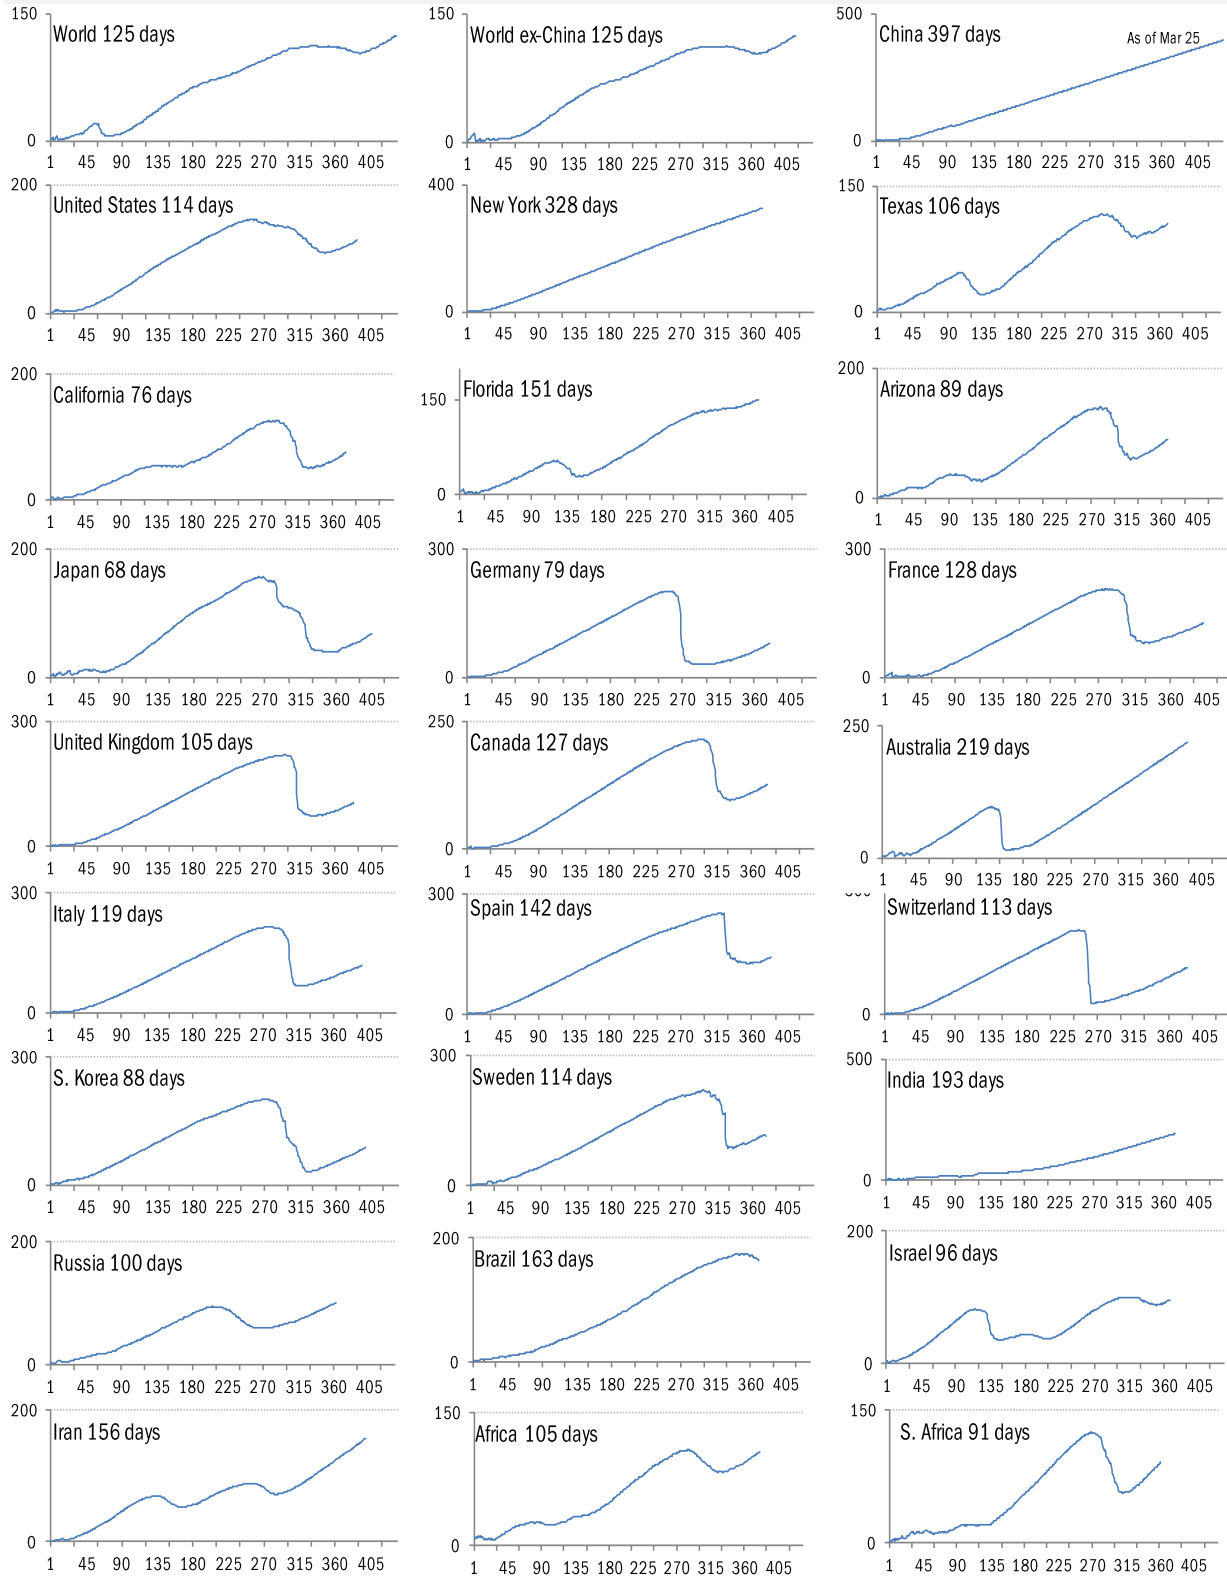 150
World 125 days
0
1 45 90 135 180 225 270 315 360 405
150
World ex-China 125 days
0
1 45 90 135 180 225 270 315 360 405
500
China 397 days
As of Mar 25
0
1 45 90 135 180 225 270 315 360 405
200
United States 114 days
0
1 45 90 135 180 225 270 315 360 405
400
New York 328 days
0
1 45 90 135 180 225 270 315 360 405
150
Texas 106 days
0
1 45 90 135 180 225 270 315 360 405
200
California 76 days
0
1 45 90 135 180 225 270 315 360 405
Florida 151 days
150
0
1 45 90 135 180 225 270 315 360 405
200
Arizona 89 days
0
1 45 90 135 180 225 270 315 360 405
200
Japan 68 days
0
1 45 90 135 180 225 270 315 360 405
300
Germany 79 days
0
1 45 90 135 180 225 270 315 360 405
300
France 128 days
0
1 45 90 135 180 225 270 315 360 405
300
United Kingdom 105 days
0
1 45 90 135 180 225 270 315 360 405
250
Canada 127 days
0
1 45 90 135 180 225 270 315 360 405
250
Australia 219 days
0
1 45 90 135 180 225 270 315 360 405
300
Italy 119 days
0
1 45 90 135 180 225 270 315 360 405
300
Spain 142 days
0
1 45 90 135 180 225 270 315 360 405
Switzerland 113 days
0
1 45 90 135 180 225 270 315 360 405
300
S. Korea 88 days
0
1 45 90 135 180 225 270 315 360 405
300
Sweden 114 days
0
1 45 90 135 180 225 270 315 360 405
500
India 193 days
0
1 45 90 135 180 225 270 315 360 405
200
Russia 100 days
0
1 45 90 135 180 225 270 315 360 405
200
Brazil 163 days
0
1 45 90 135 180 225 270 315 360 405
200
Israel 96 days
0
1 45 90 135 180 225 270 315 360 405
200
Iran 156 days
0
1 45 90 135 180 225 270 315 360 405
150
Africa 105 days
0
1 45 90 135 180 225 270 315 360 405
150
S. Africa 91 days
0
1 45 90 135 180 225 270 315 360 405